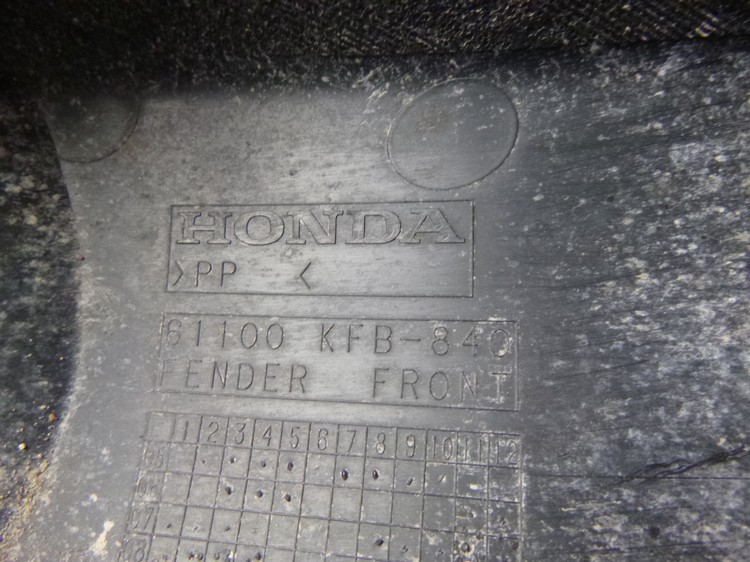 HONDA
>PP <
61100 KFB-840
FENDER FRONT
1 2 3 4 5 6 7 8 9 10 11 12